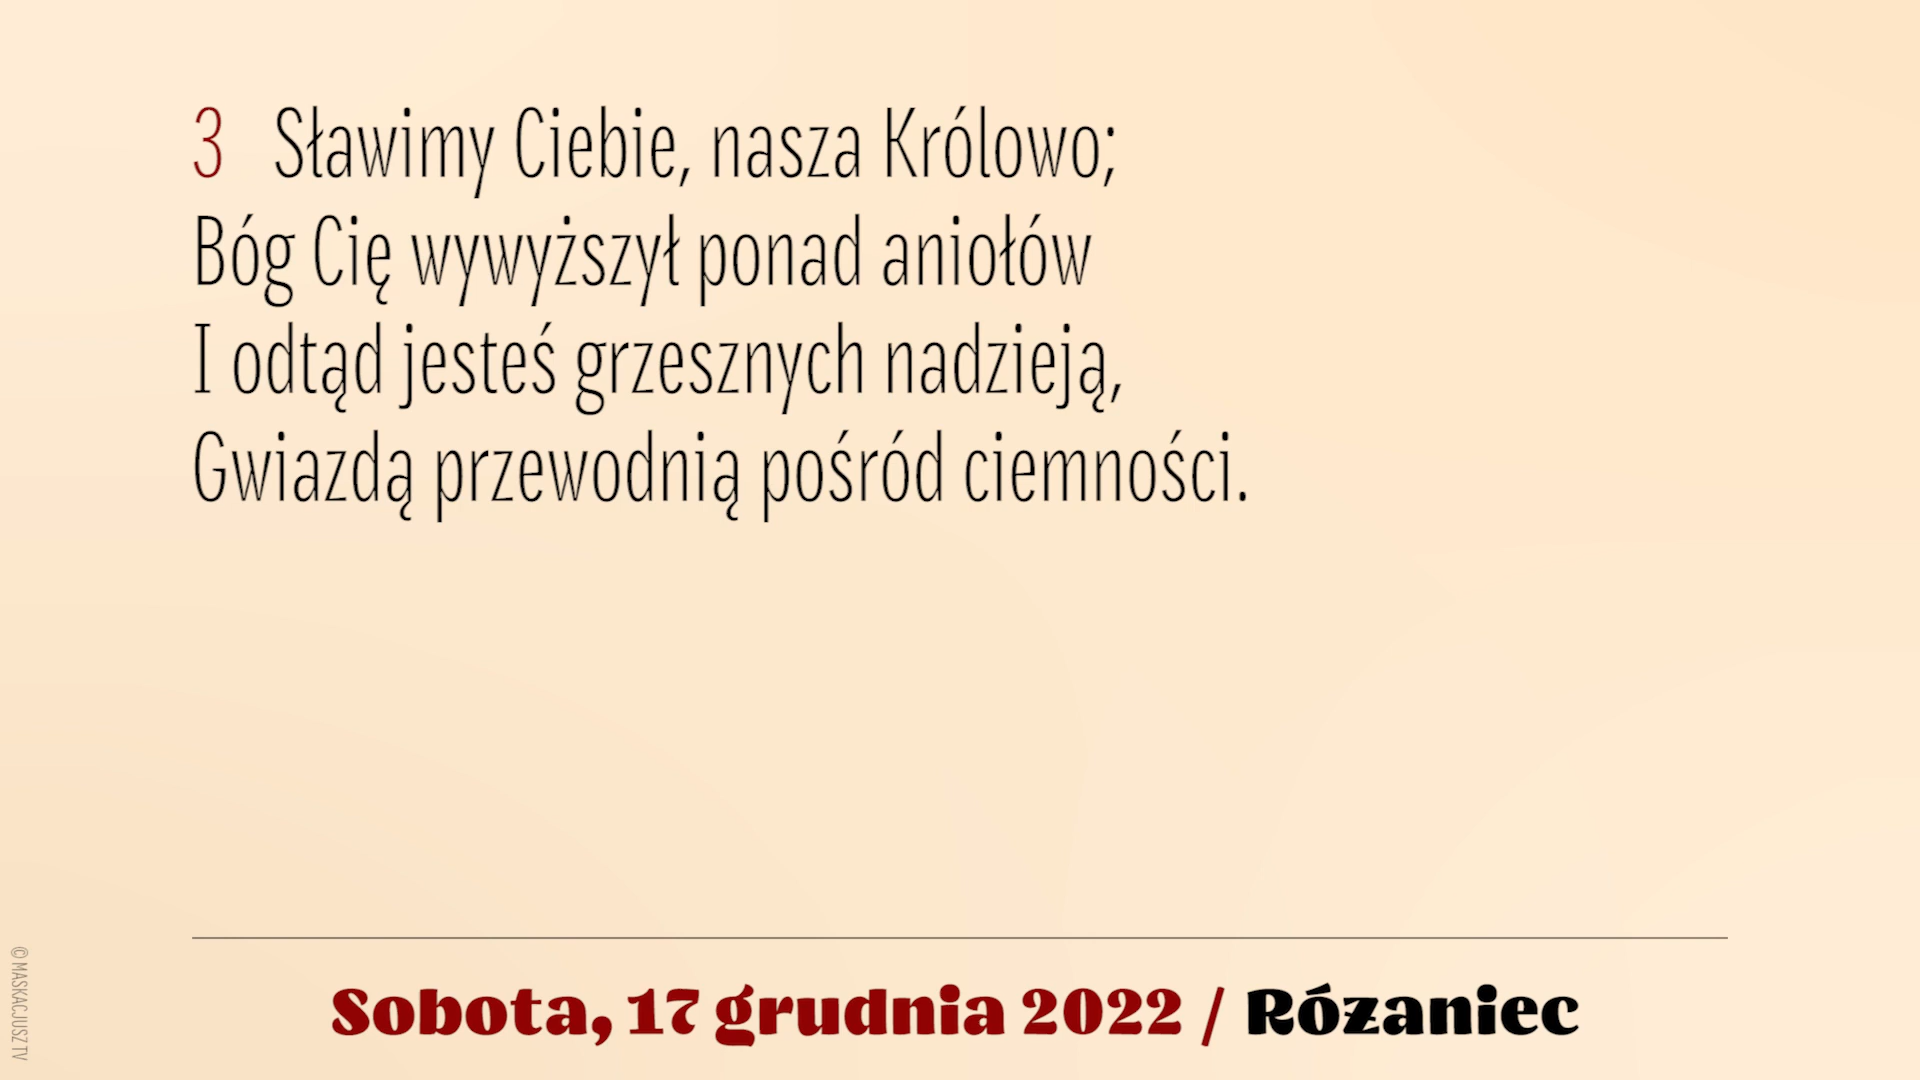 3 Sławimy Ciebie, nasza Królowo;
Bóg Cię wywyższył ponad aniołów
I odtąd jesteś grzesznych nadzieją,
Gwiazdą przewodnią pośród ciemności.
Sobota, 17 grudnia 2022 / Różaniec
© MASKACJUSZ TV